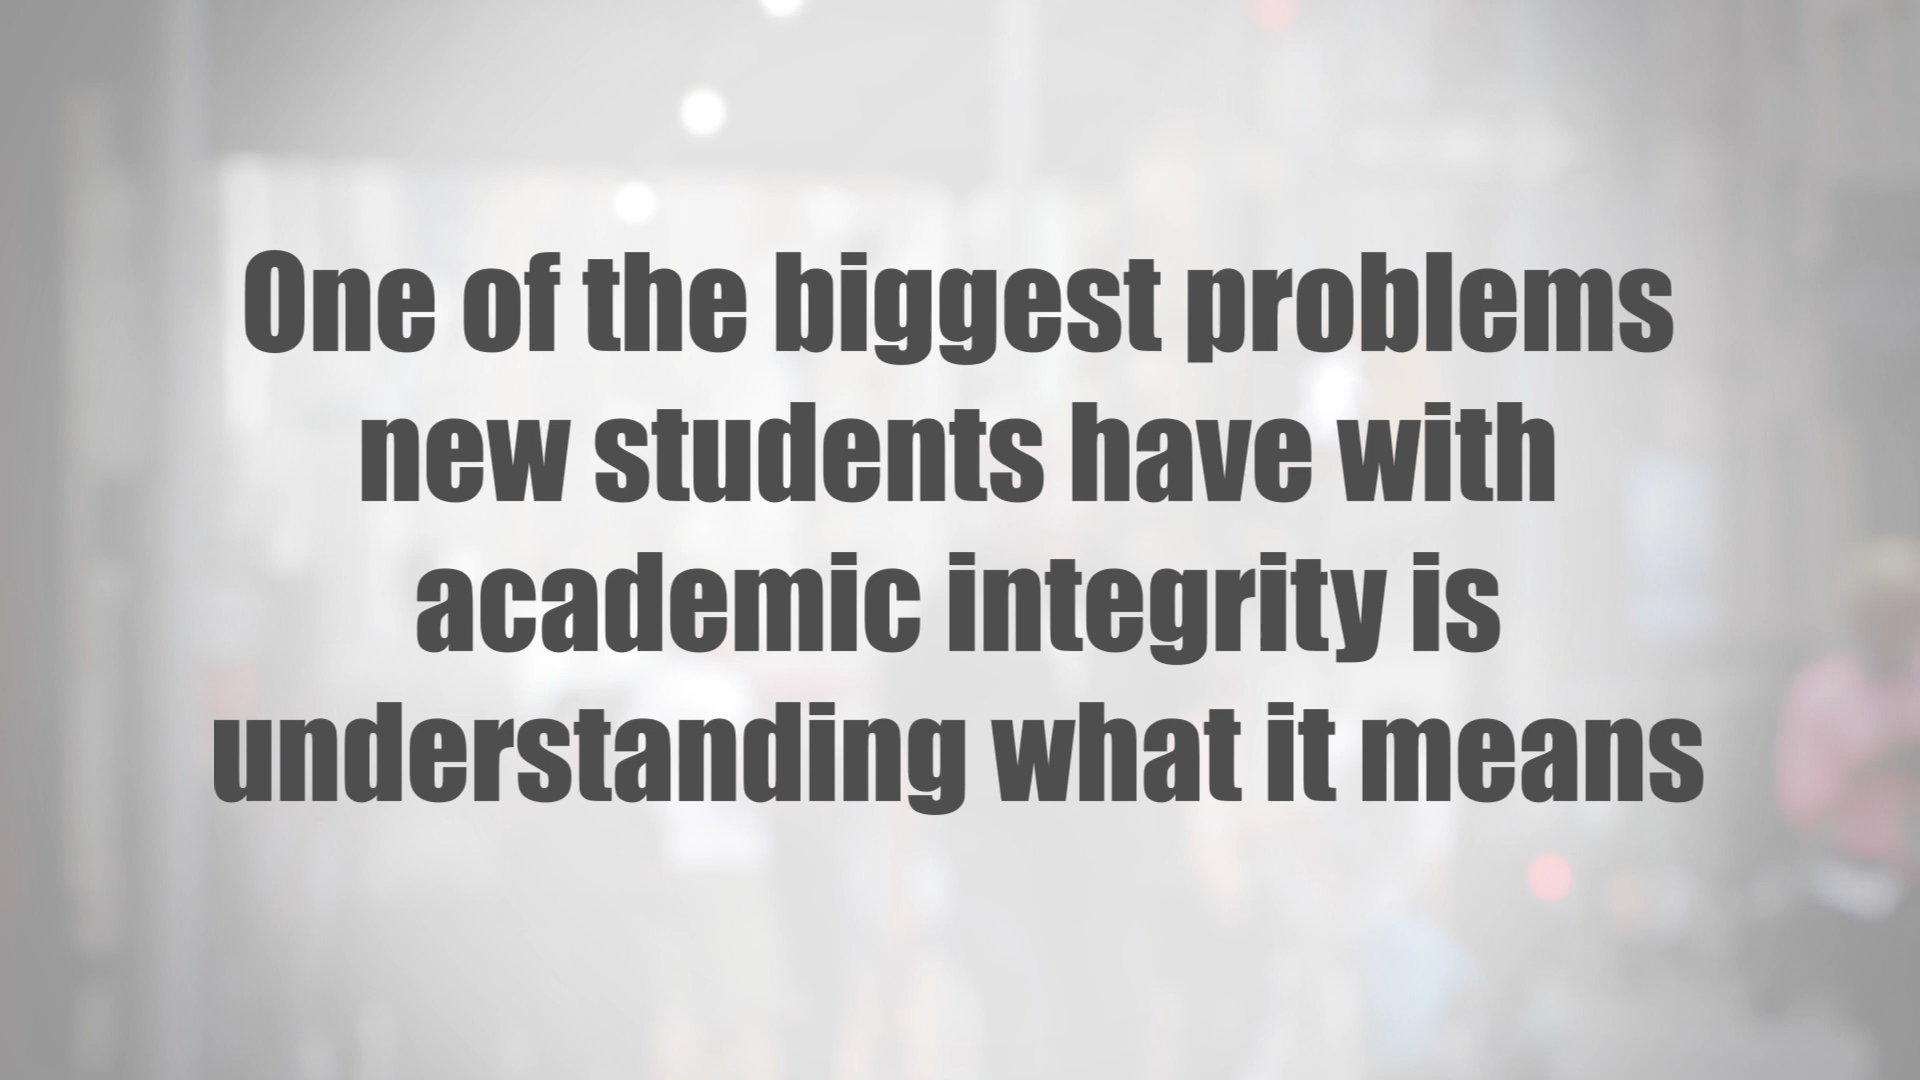 One of the biggest problems
new students have with
academic integrity is
understanding what it means